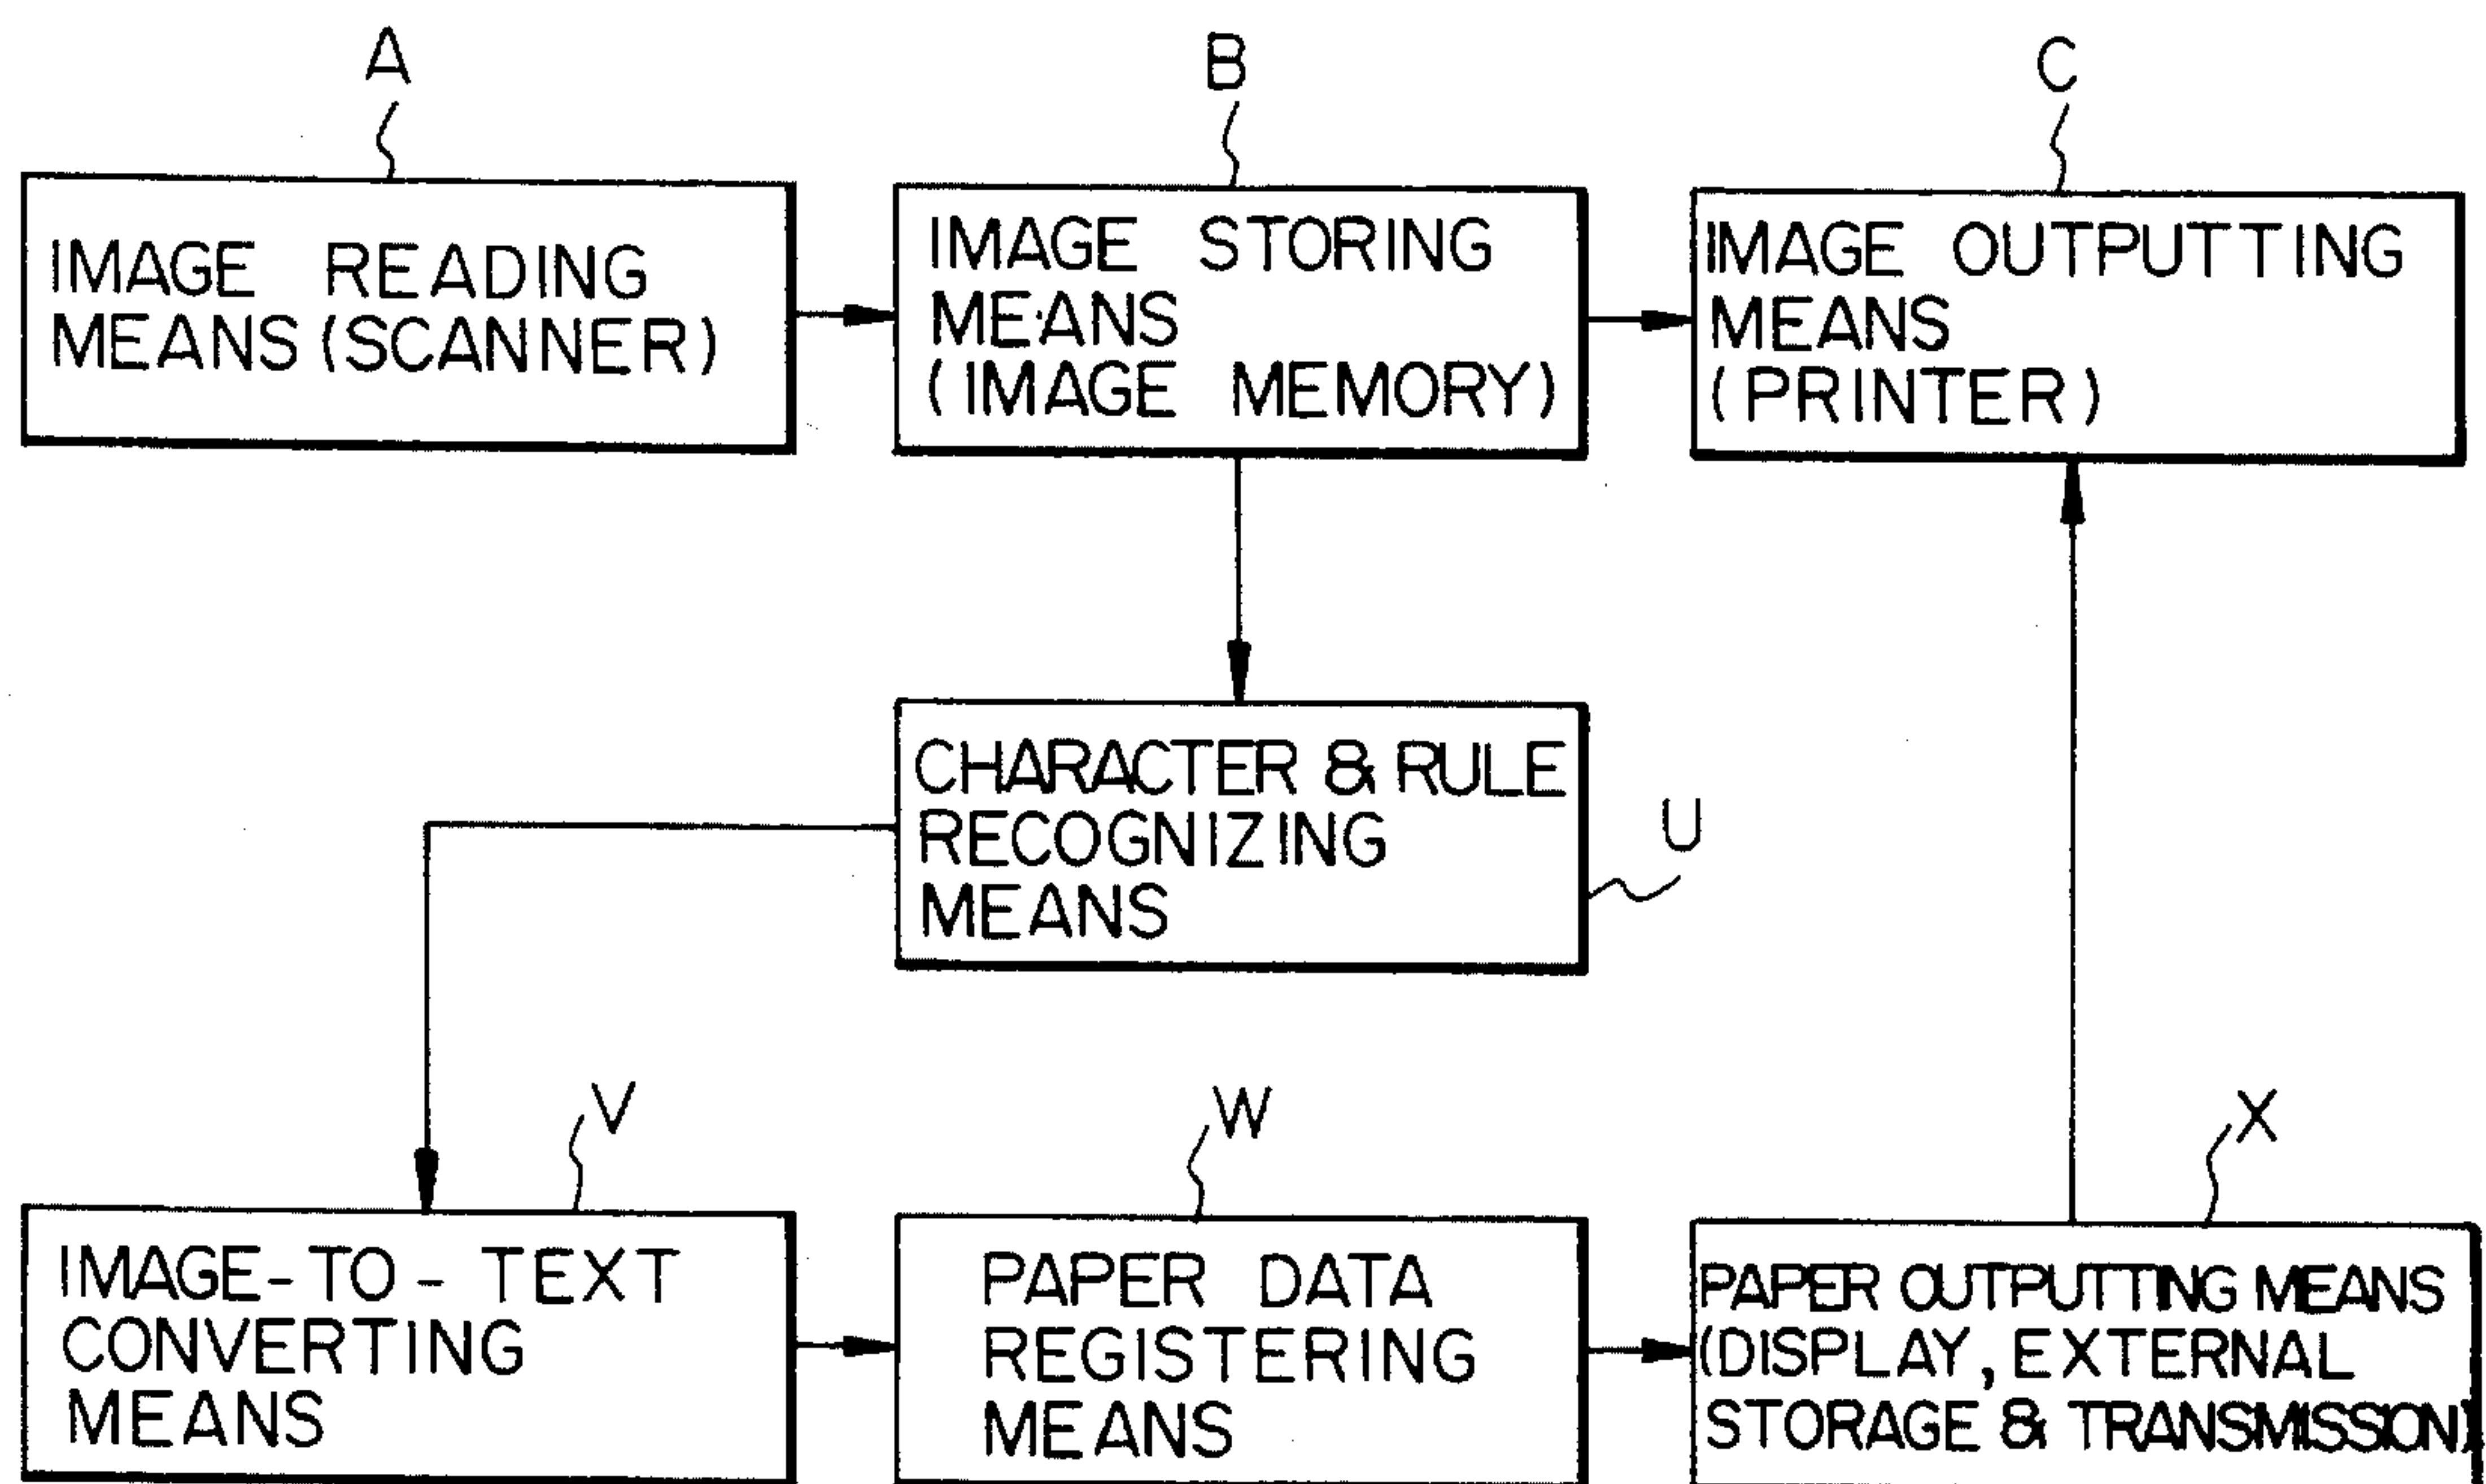 A
B
C
IMAGE READING
MEANS (SCANNER)
IMAGE STORING
MEANS
(IMAGE MEMORY)
IMAGE OUTPUTTING
MEANS
(PRINTER)
CHARACTER & RULE
RECOGNIZING
MEANS
U
V
W
X
IMAGE-TO-TEXT
CONVERTING
MEANS
PAPER DATA
REGISTERING
MEANS
PAPER OUTPUTTING MEANS
(DISPLAY, EXTERNAL
STORAGE & TRANSMISSION)